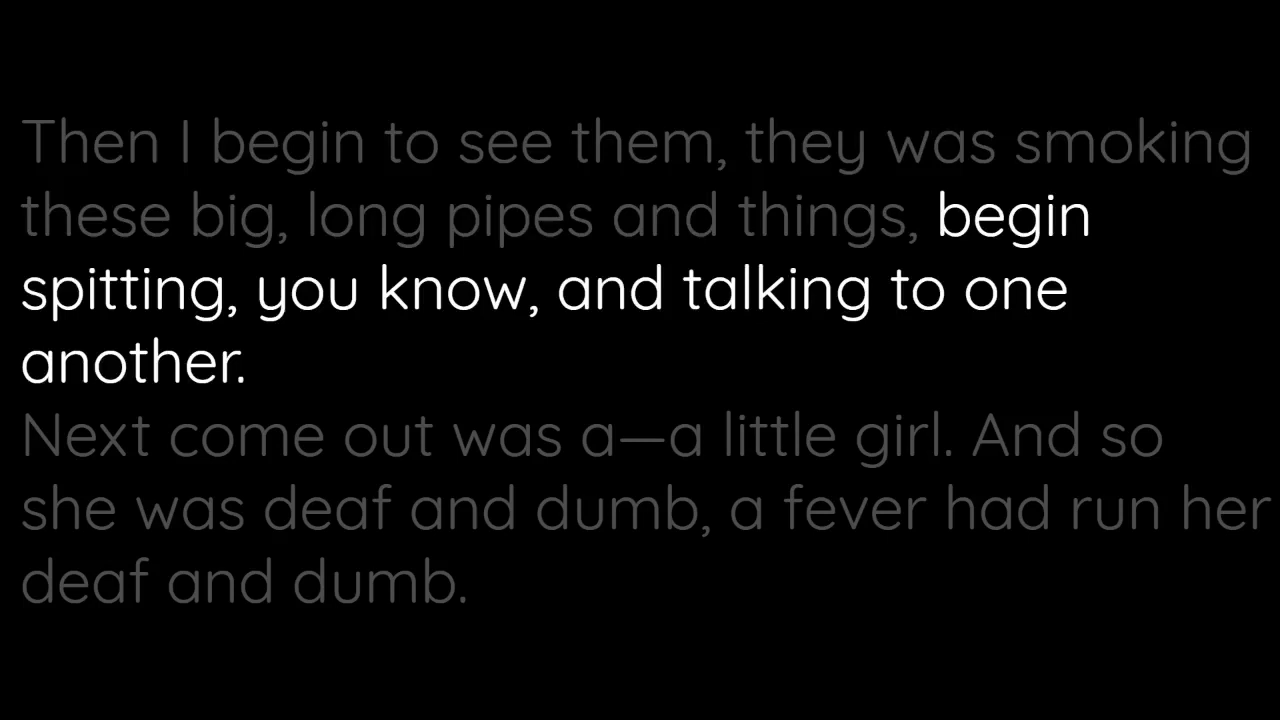 Then I begin to see them, they was smoking
these big, long pipes and things, begin
spitting, you know, and talking to one
another.
Next come out was a—a little girl. And so
she was deaf and dumb, a fever had run her
deaf and dumb.